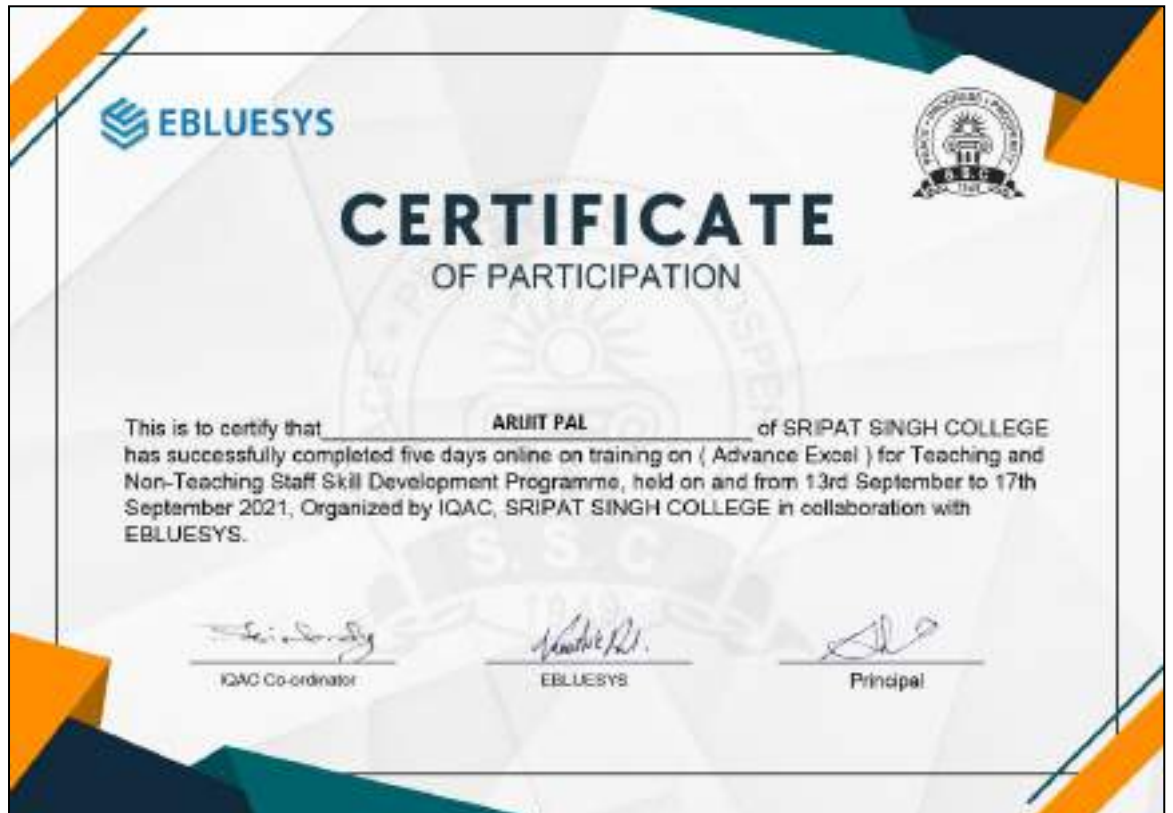 EBLUESYS
S.S.C
CERTIFICATE
OF PARTICIPATION
This is to certify that ARIJIT PAL of SRIPAT SINGH COLLEGE
has successfully completed five days online on training on ( Advance Excel ) for Teaching and
Non-Teaching Staff Skill Development Programme, held on and from 13rd September to 17th
September 2021, Organized by IQAC, SRIPAT SINGH COLLEGE in collaboration with
EBLUESYS.
S. S. C
1949
IQAC Co-ordinator
EBLUESYS
Principal